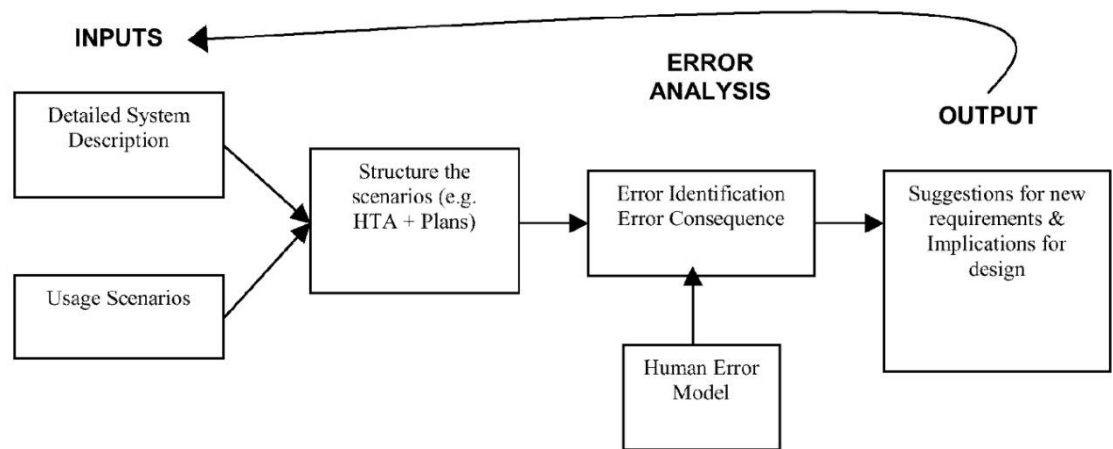 INPUTS
ERROR
ANALYSIS
OUTPUT
Detailed System
Description
Usage Scenarios
Structure the
scenarios (e.g.
HTA + Plans)
Error Identification
Error Consequence
Human Error
Model
Suggestions for new
requirements &
Implications for
design